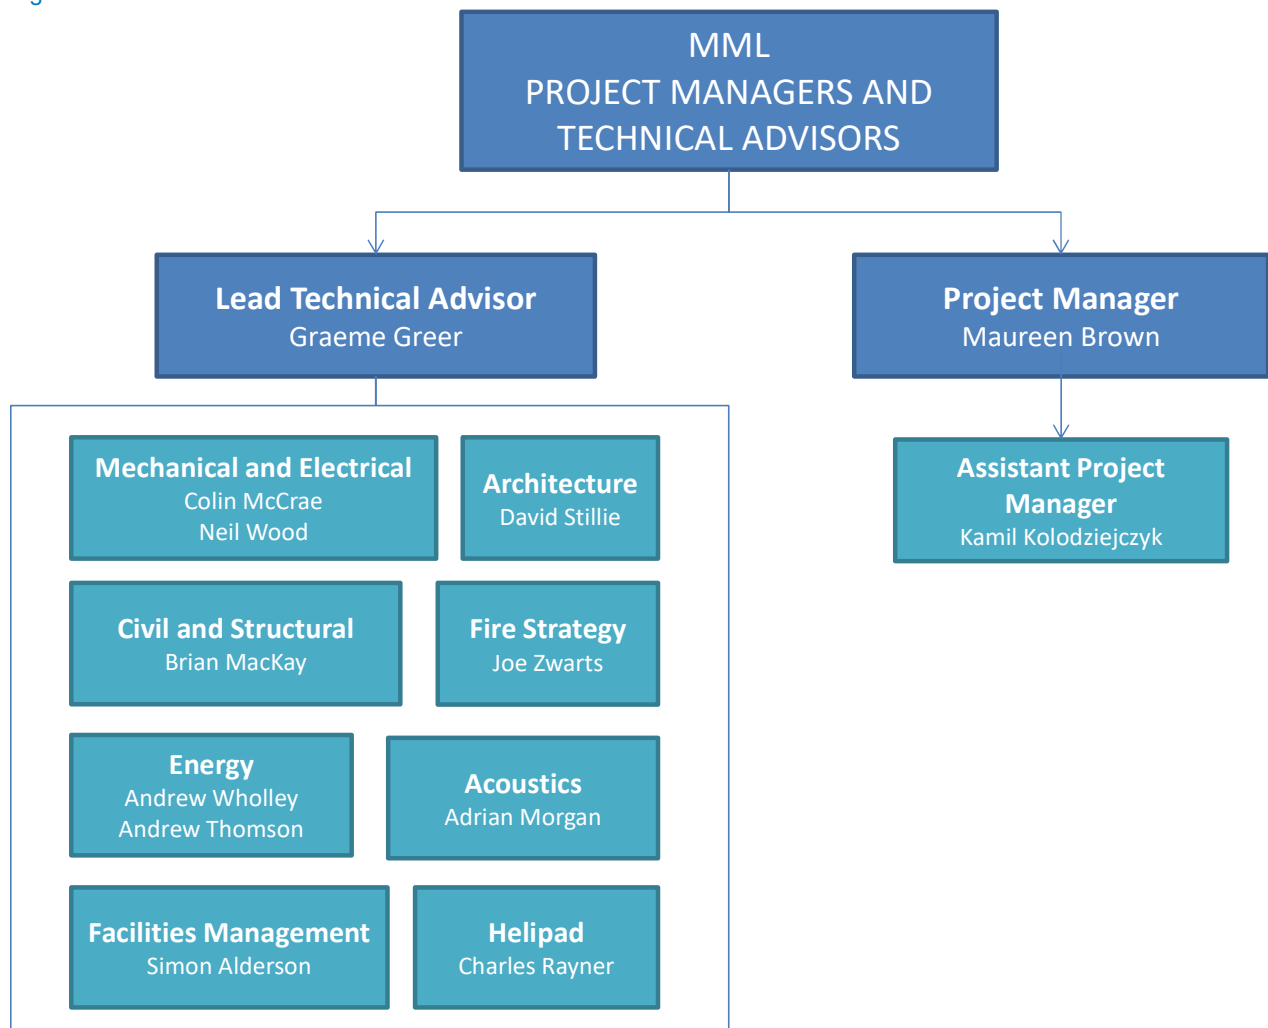 MML
PROJECT MANAGERS AND
TECHNICAL ADVISORS
Lead Technical Advisor
Graeme Greer
Project Manager
Maureen Brown
Mechanical and Electrical
Colin McCrae
Neil Wood
Architecture
David Stillie
Assistant Project
Manager
Kamil Kolodziejczyk
Civil and Structural
Brian MacKay
Fire Strategy
Joe Zwarts
Energy
Andrew Wholley
Andrew Thomson
Acoustics
Adrian Morgan
Facilities Management
Simon Alderson
Helipad
Charles Rayner